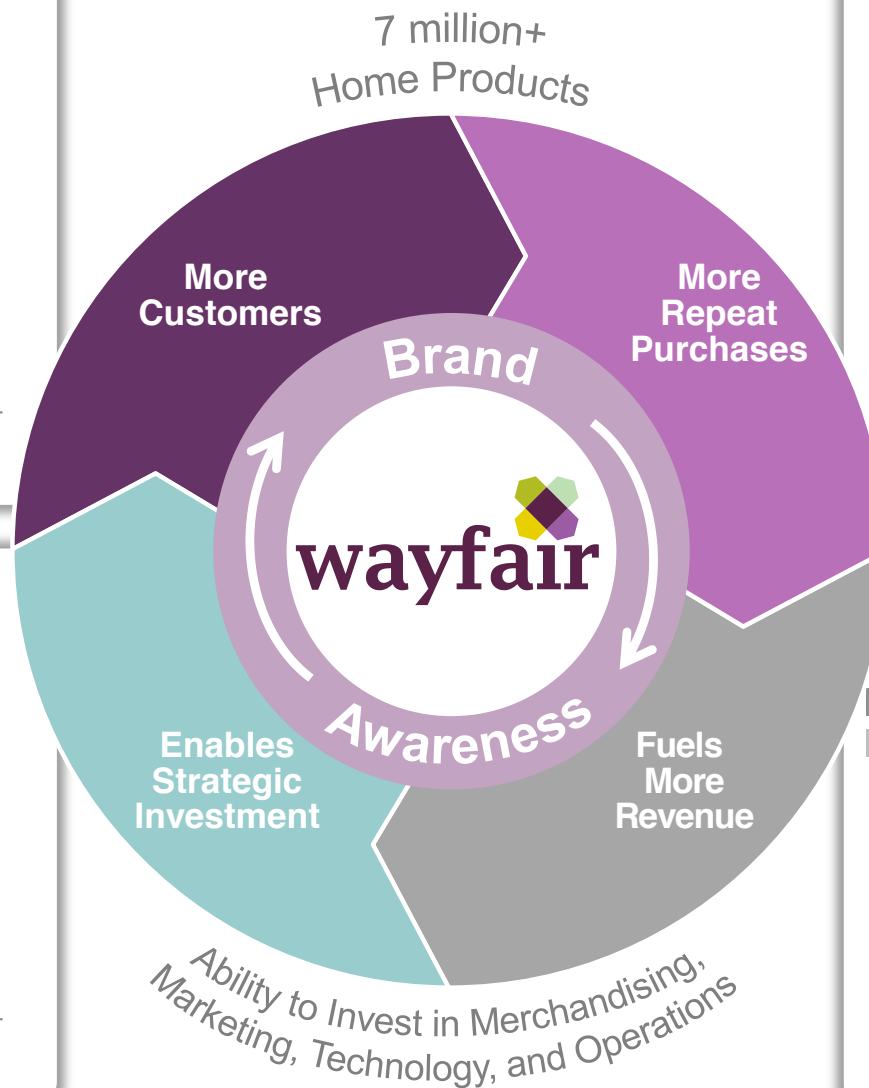 7 million+
Home Products
More
Customers
More
Repeat
Purchases
Brand
wayfair
Awareness
Enables
Strategic
Investment
Fuels
More
Revenue
Ability to Invest in Merchandising,
Marketing, Technology, and Operations